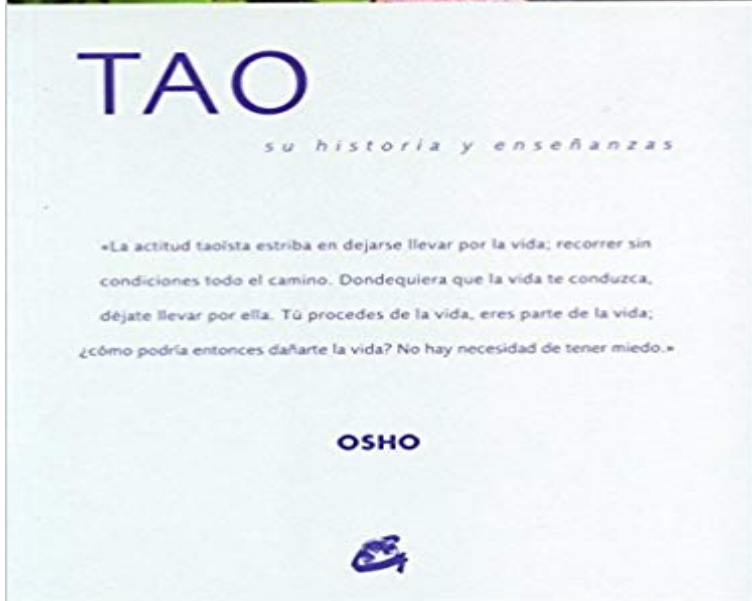 TAO
su historia y enseñanzas
«La actitud taoísta estriba en dejarse llevar por la vida; recorrer sin
condiciones todo el camino. Dondequiera que la vida te conduzca,
déjate llevar por ella. Tú procedes de la vida, eres parte de la vida;
¿cómo podría entonces dañarte la vida? No hay necesidad de tener miedo.»
OSHO